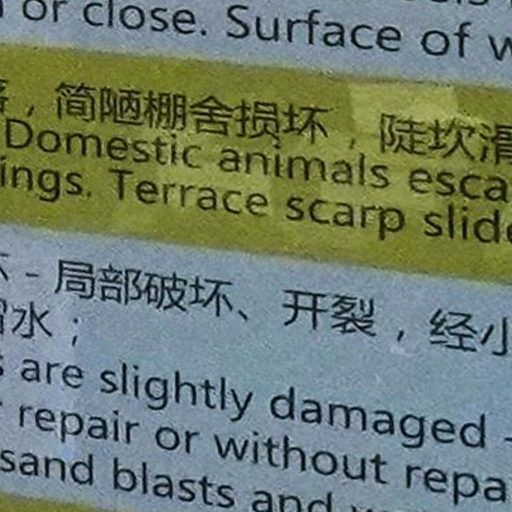 or close. Surface of
，简陋棚舍损坏，陡坎滑
Domestic animals esca
ings. Terrace scarp slide
- 局部破坏、开裂，经小
水；
are slightly damaged -
repair or without repa
sand blasts and